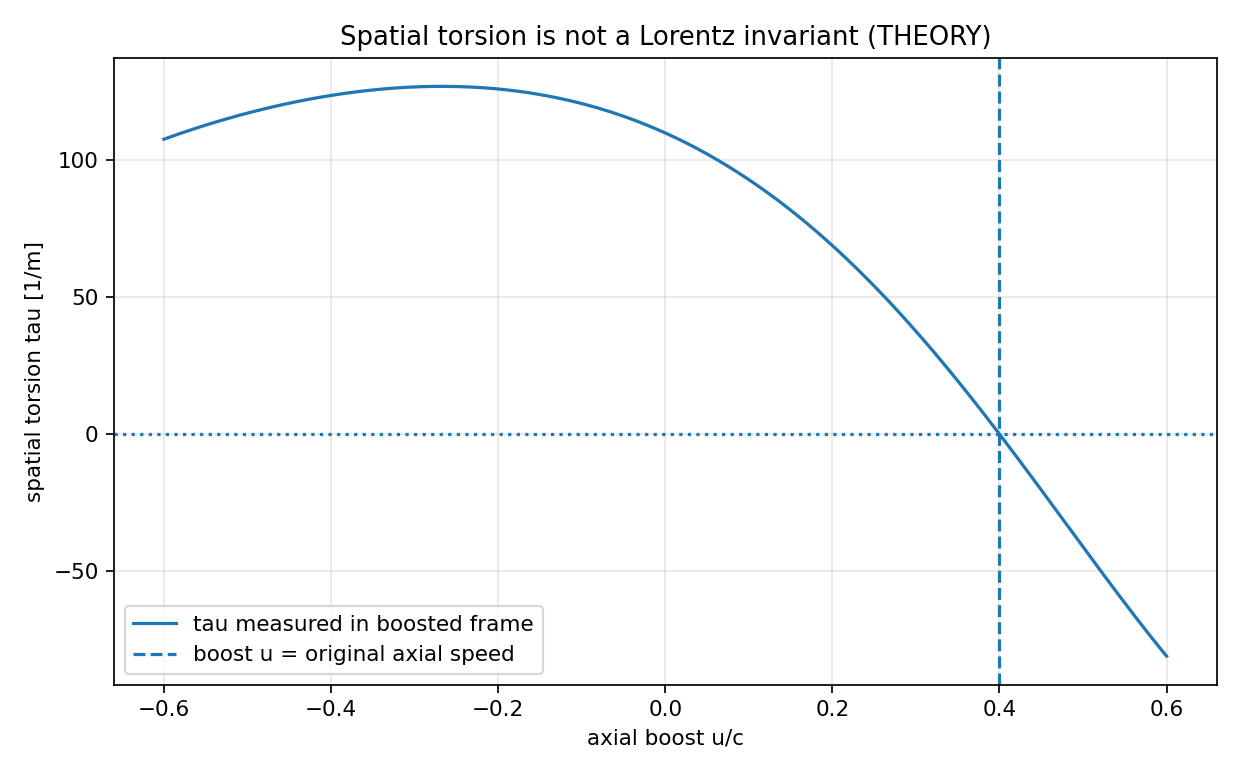 Spatial torsion is not a Lorentz invariant (THEORY)
spatial torsion tau [1/m]
100
50
0
−50
tau measured in boosted frame
boost u = original axial speed
−0.6
−0.4
−0.2
0.0
0.2
0.4
0.6
axial boost u/c